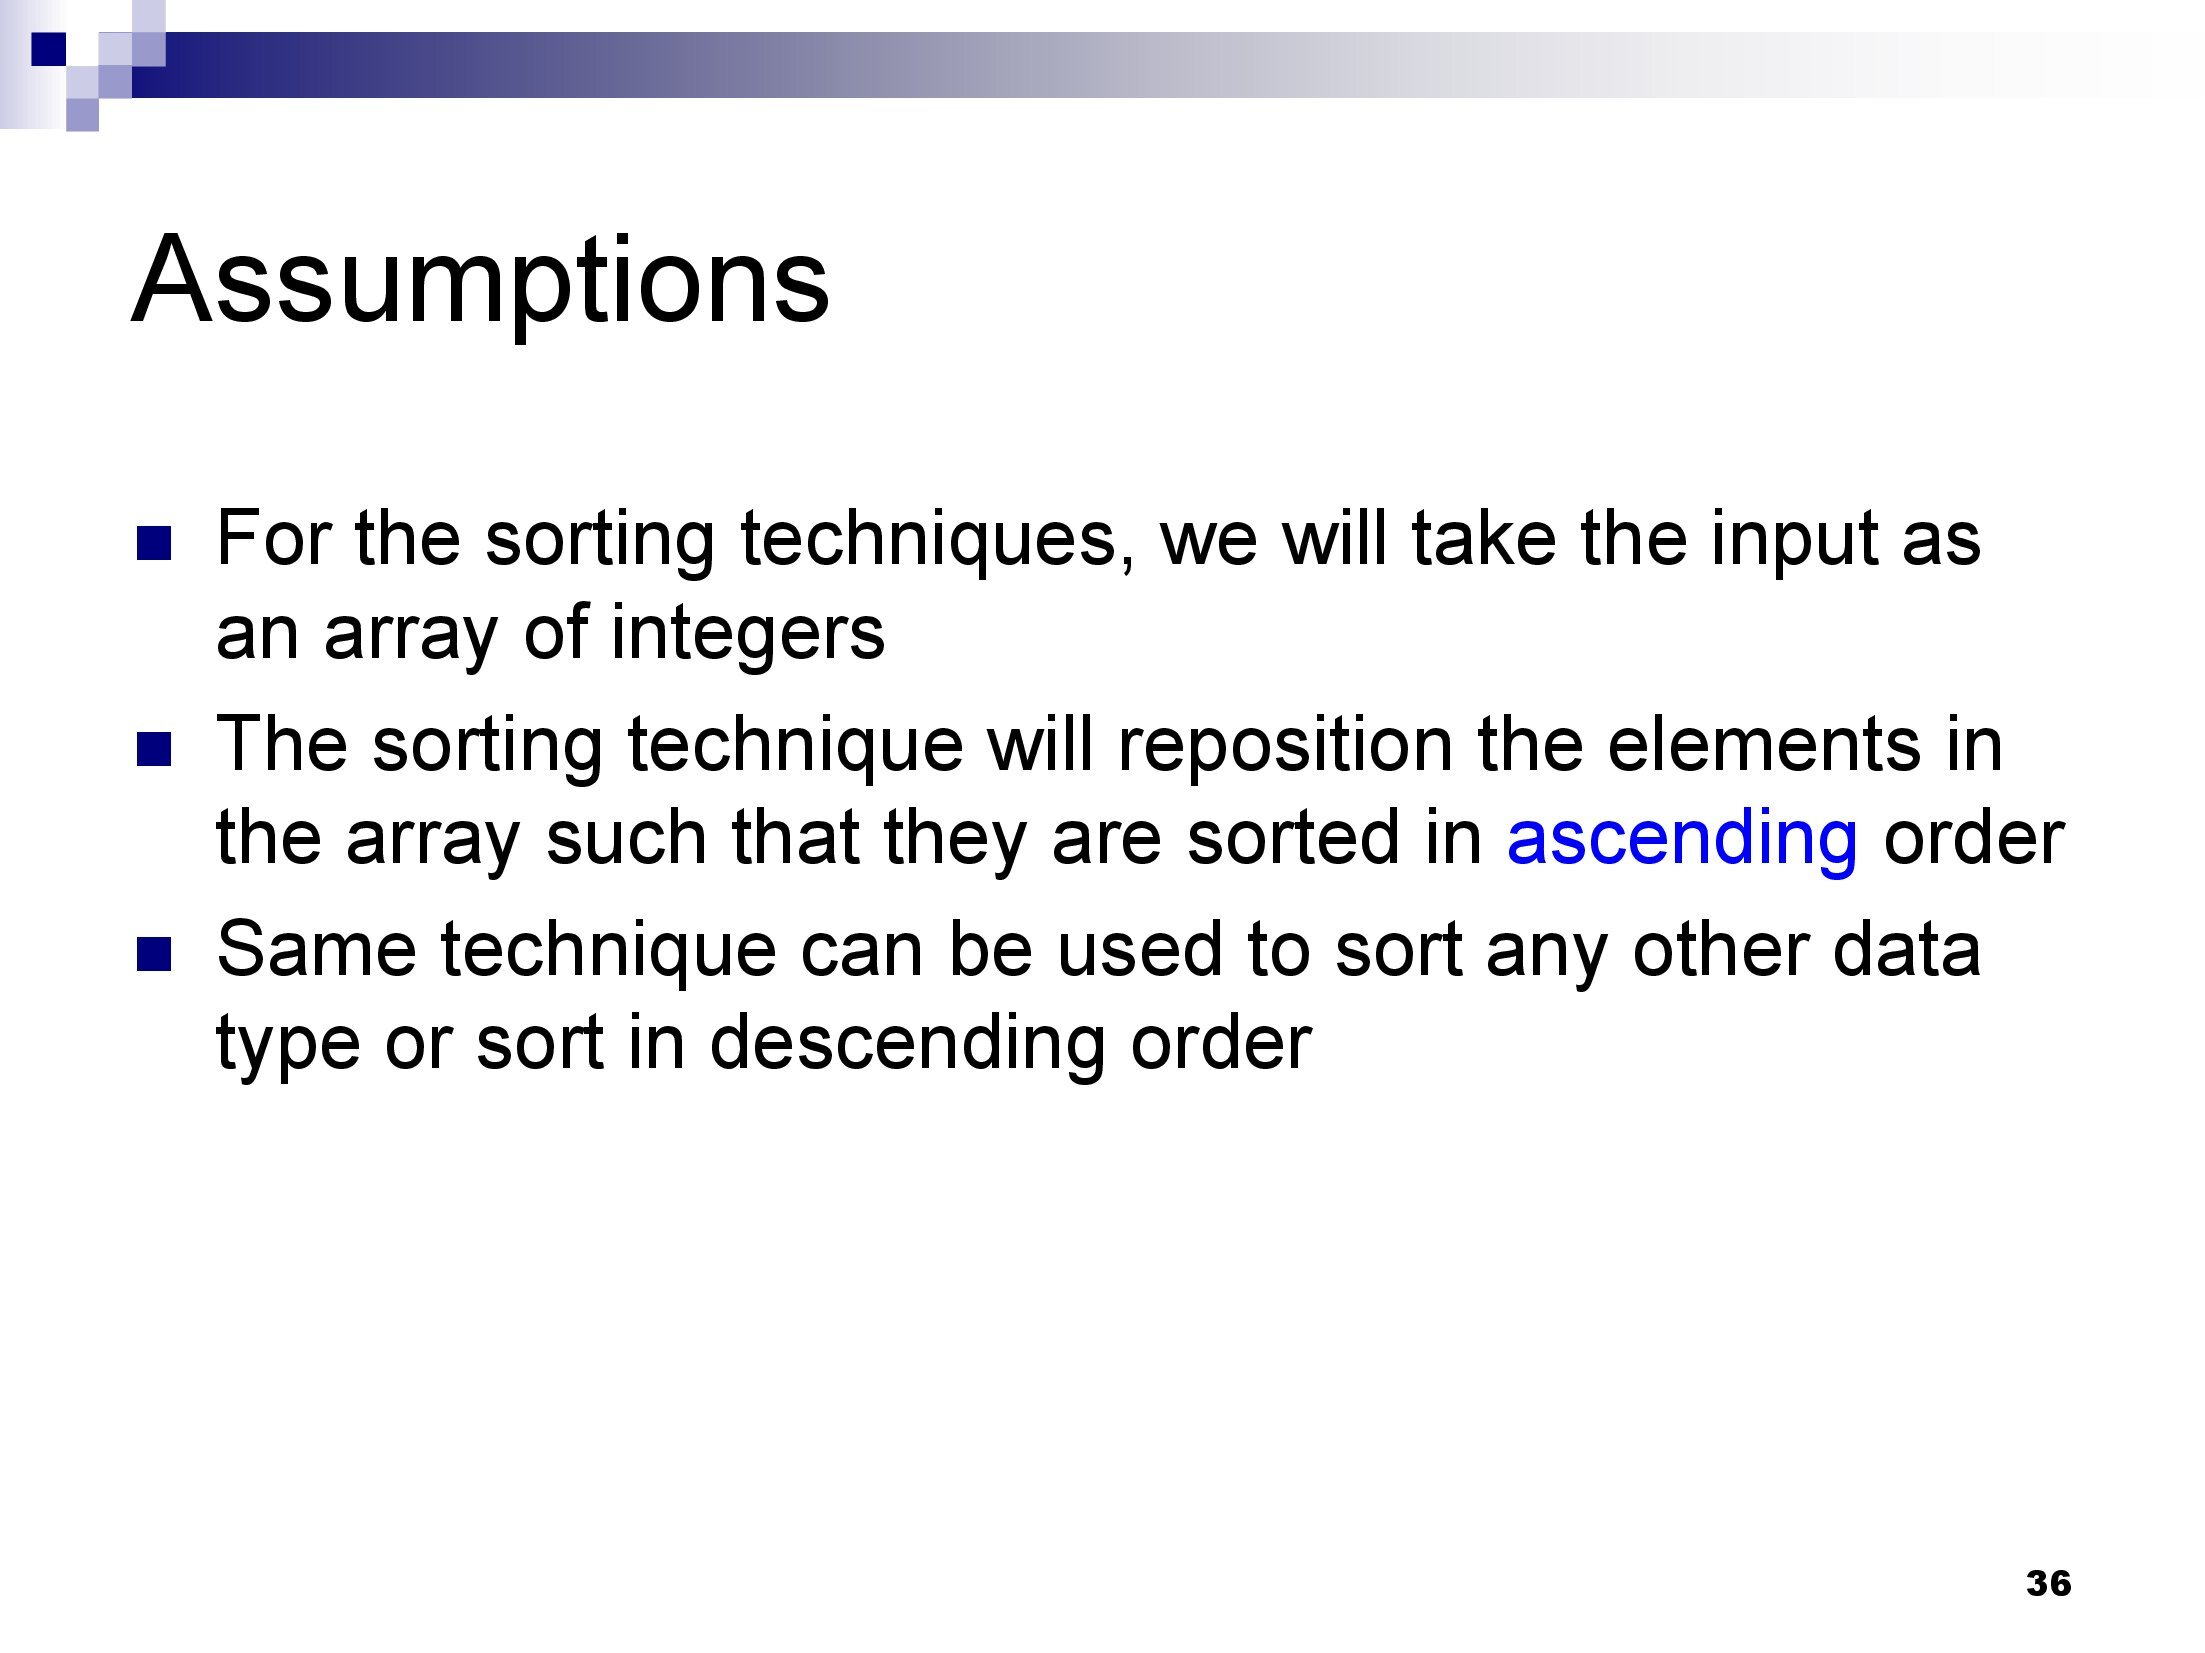 Assumptions
For the sorting techniques, we will take the input as
an array of integers
The sorting technique will reposition the elements in
the array such that they are sorted in ascending order
Same technique can be used to sort any other data
type or sort in descending order
36